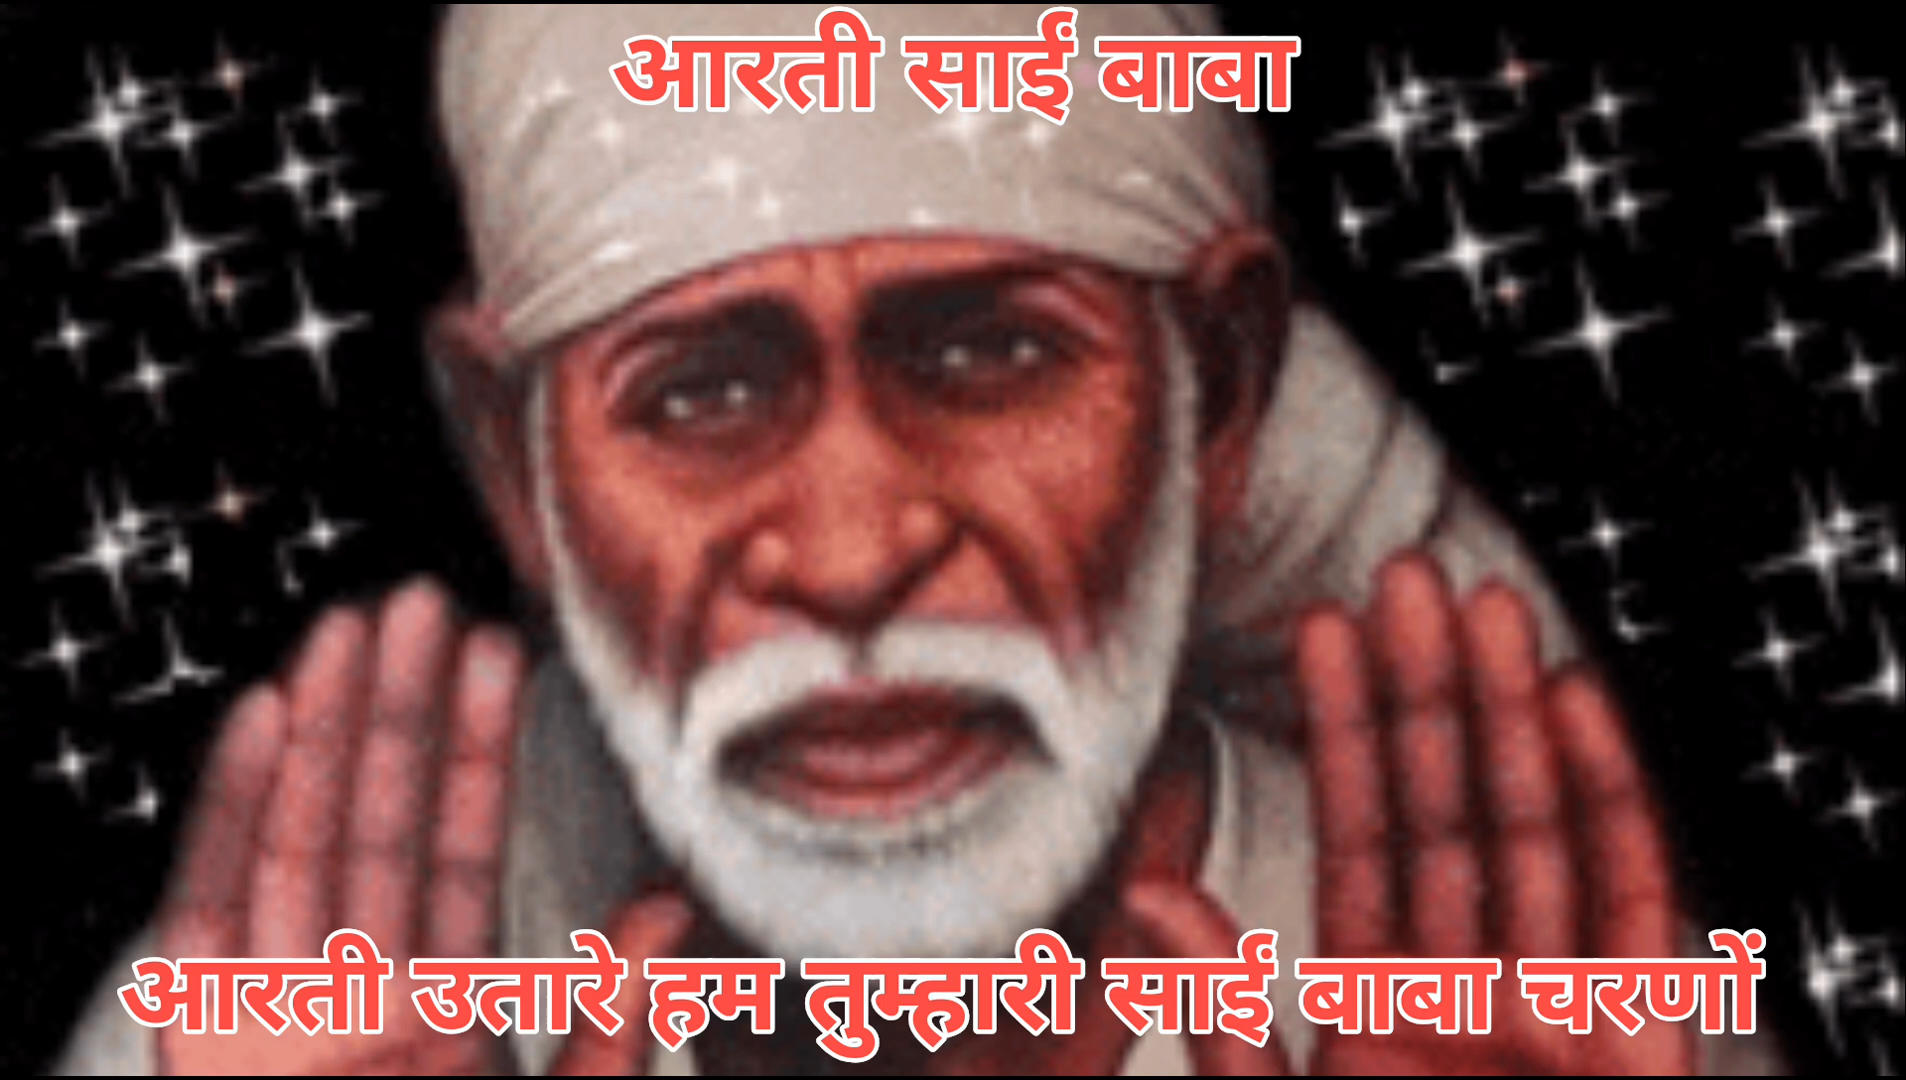 आरती साईं बाबा
आरती उतारे हम तुम्हारी साईं बाबा चरणों